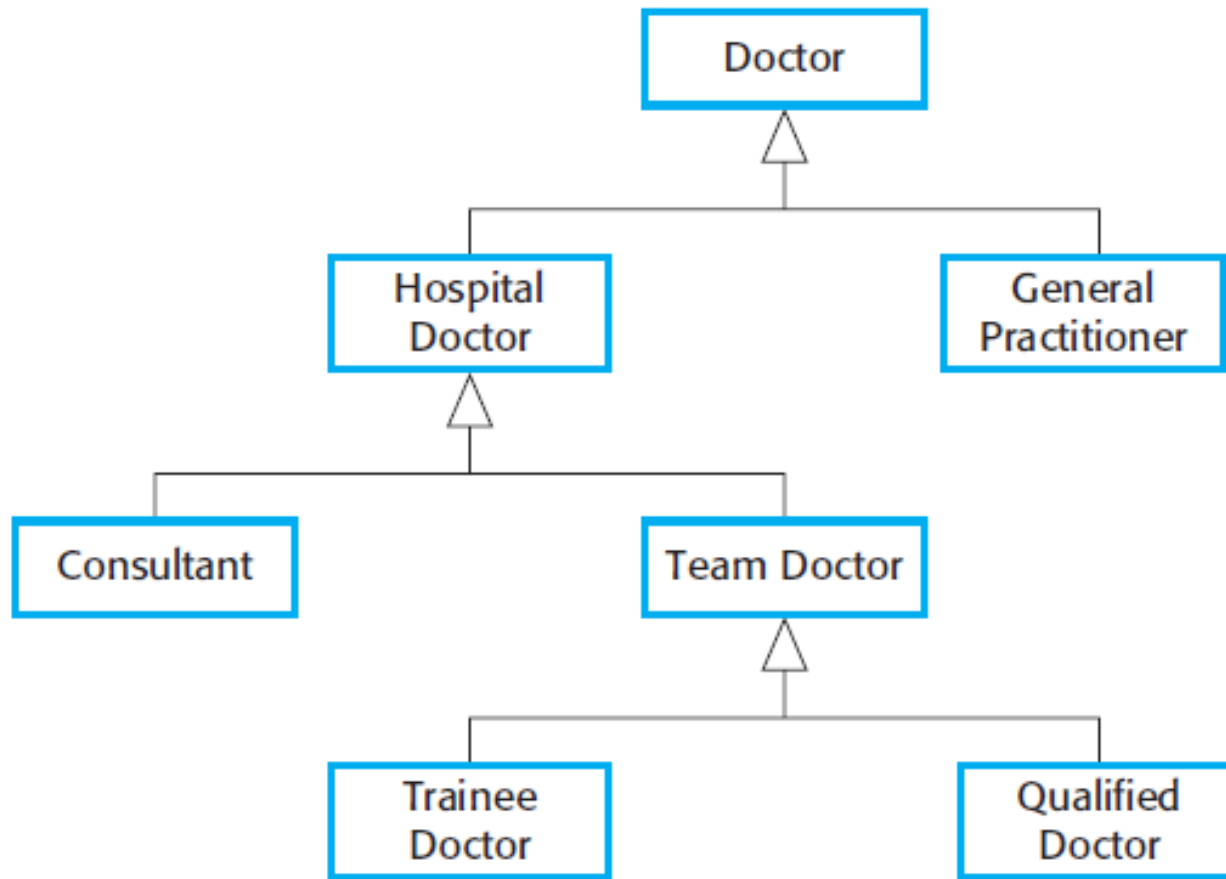 Doctor
Hospital
Doctor
General
Practitioner
Consultant
Team Doctor
Trainee
Doctor
Qualified
Doctor